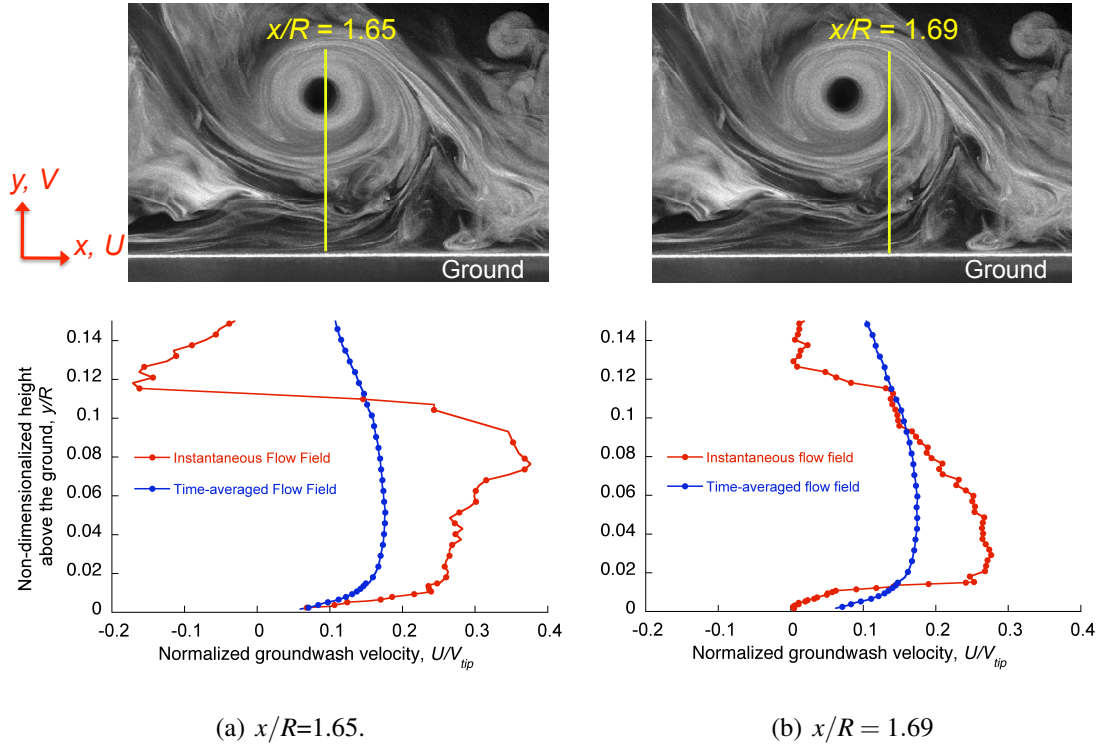 x/R = 1.65
x/R = 1.69
y, V
x, U
Ground
Ground
Non-dimensionalized height
above the ground, y/R
0.14
0.12
0.1
0.08
0.06
0.04
0.02
0
Instantaneous Flow Field
Time-averaged Flow Field
-0.2 -0.1 0 0.1 0.2 0.3 0.4
Normalized groundwash velocity, U/V_tip
0.14
0.12
0.1
0.08
0.06
0.04
0.02
0
Instantaneous flow field
Time-averaged flow field
-0.2 -0.1 0 0.1 0.2 0.3 0.4
Normalized groundwash velocity, U/V_tip
(a) x/R=1.65.
(b) x/R = 1.69